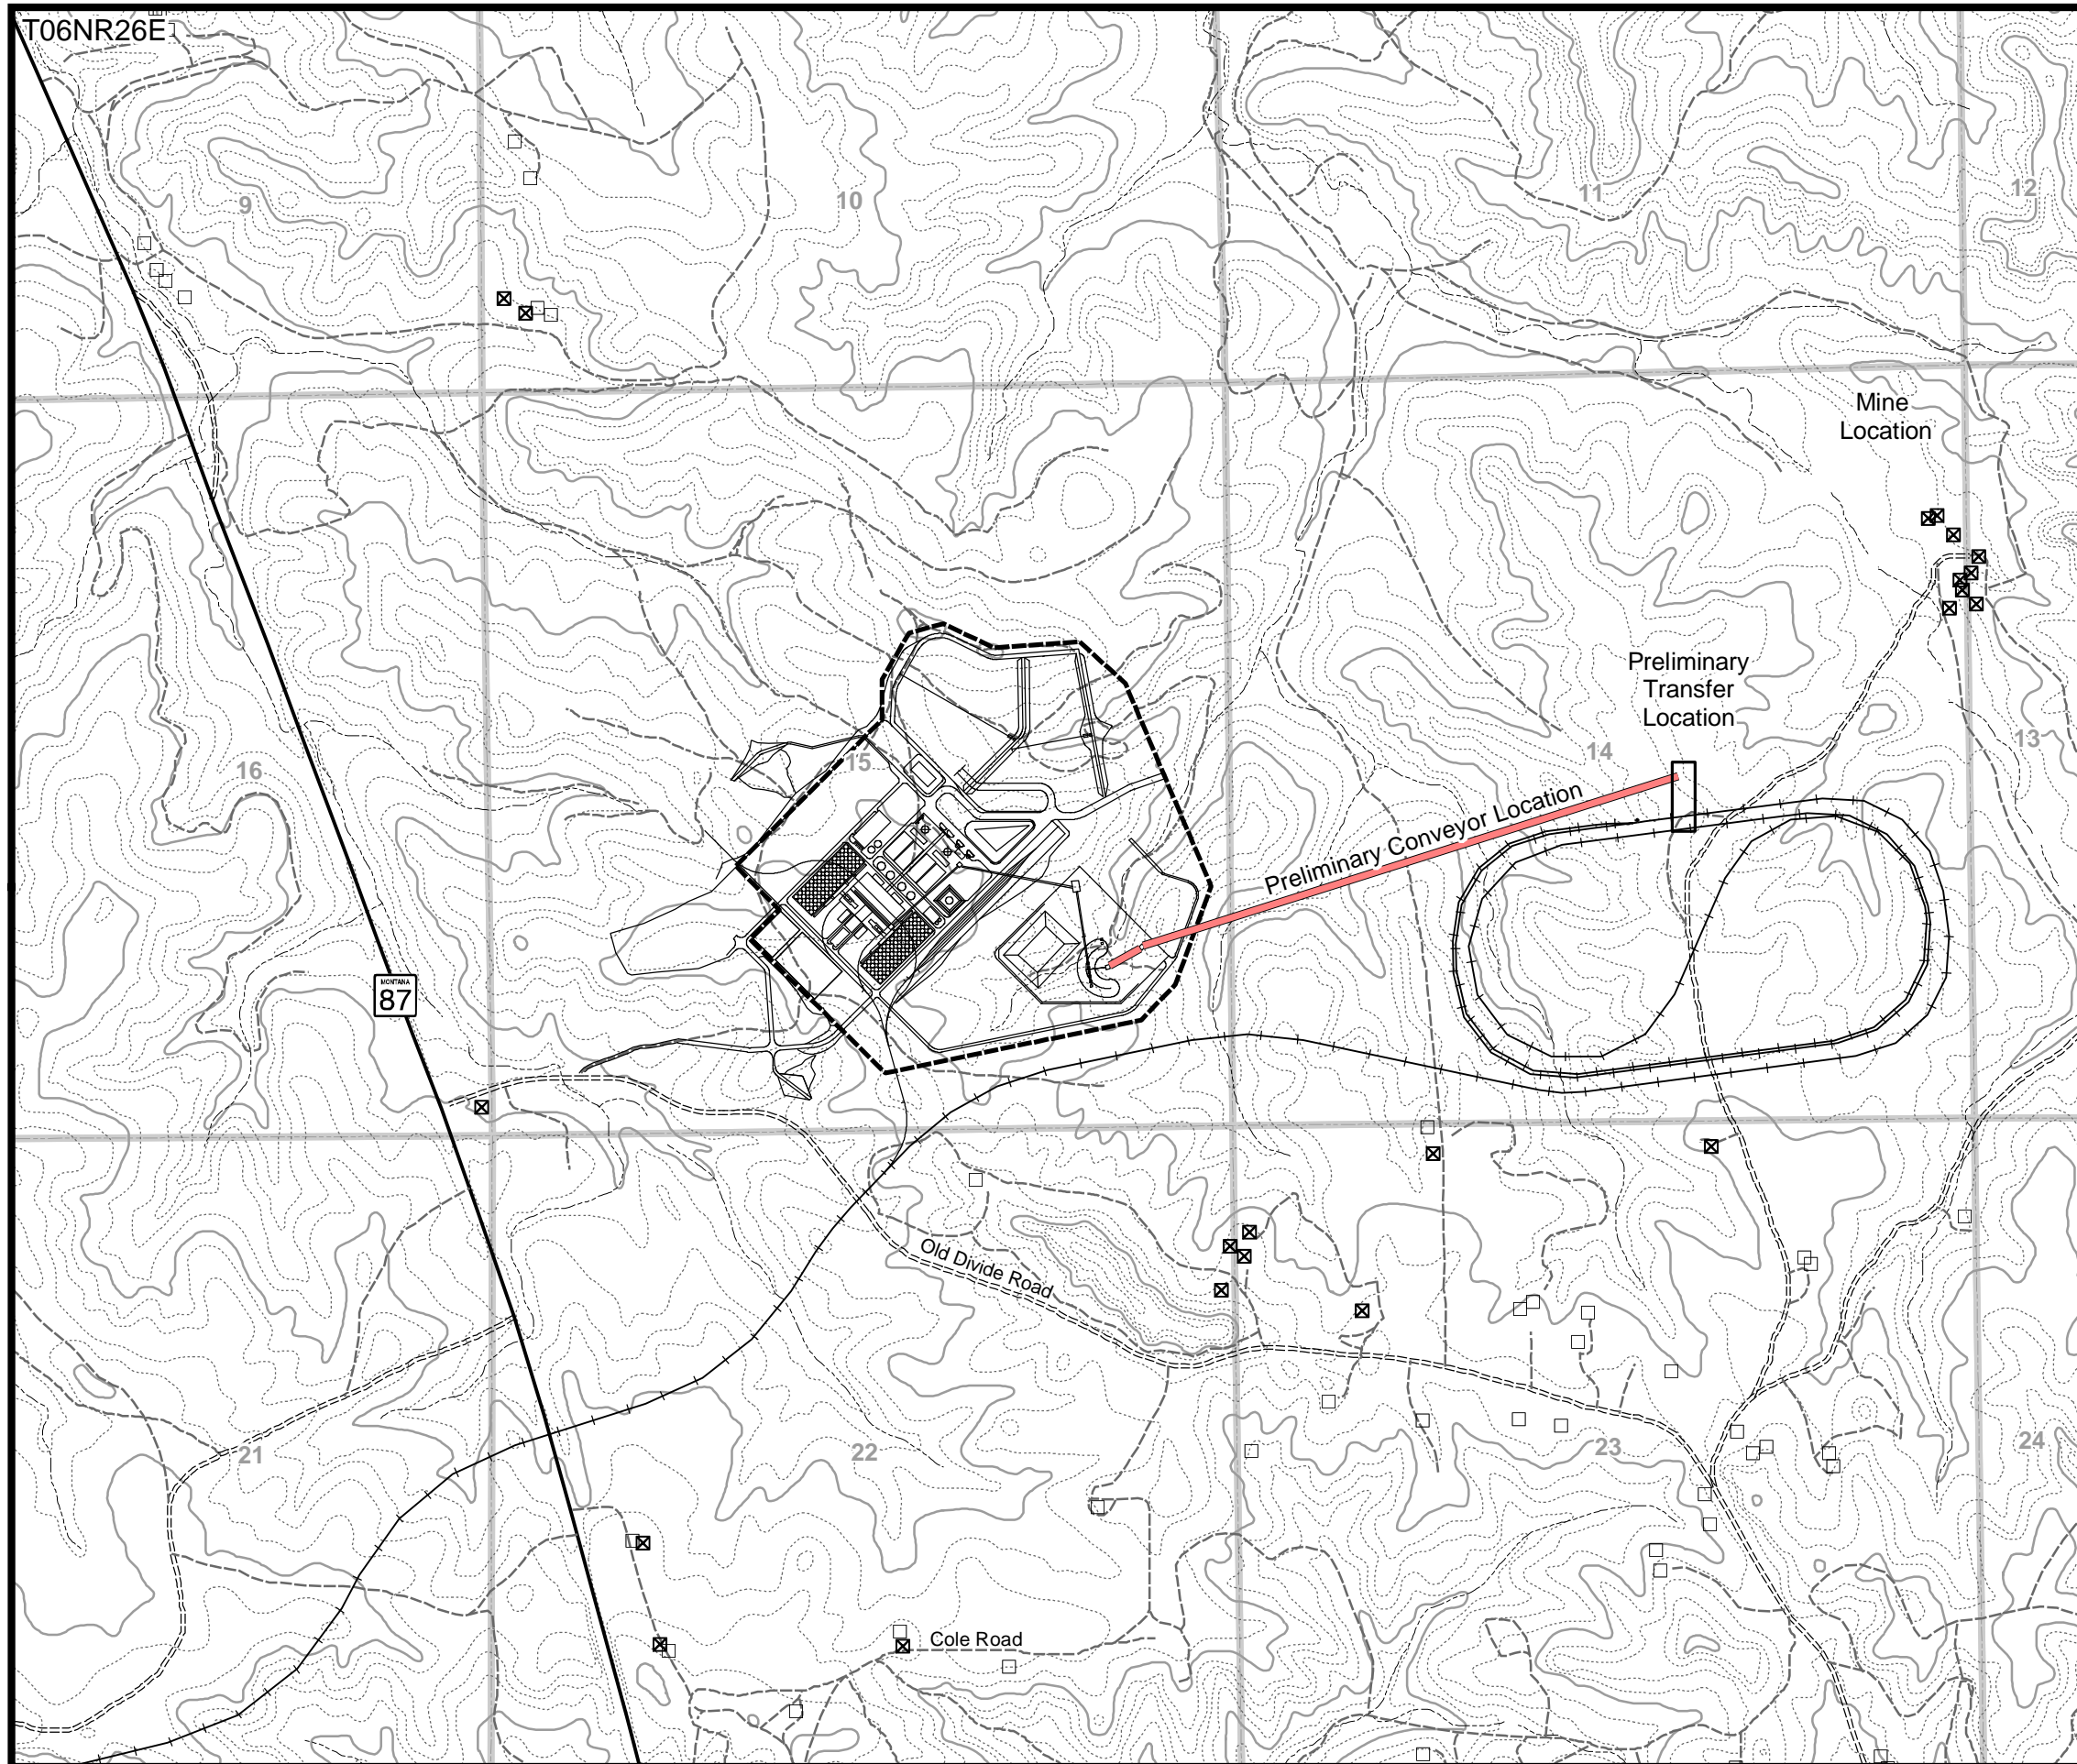 T06NR26E
9
10
11
12
Mine
Location
Preliminary
Transfer
Location
16
15
14
13
Preliminary Conveyor Location
MONTANA
87
Old Divide Road
21
22
23
24
Cole Road